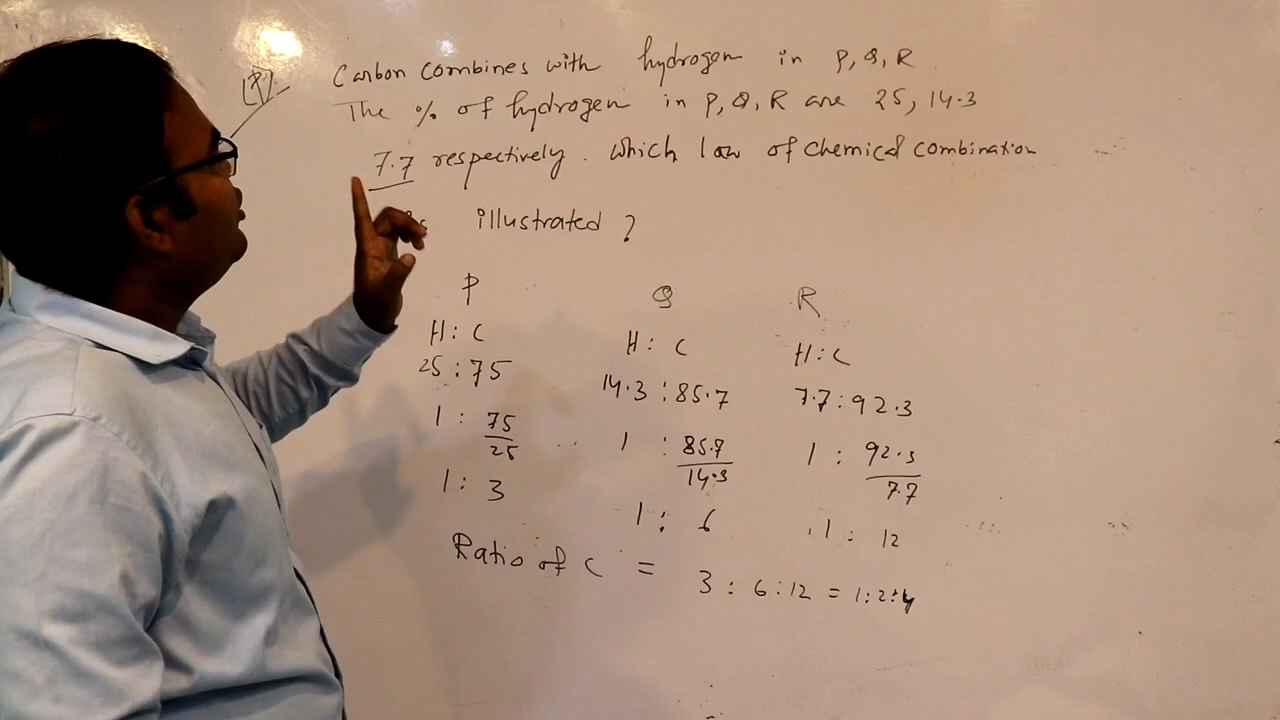 (P). Carbon combines with hydrogen in P, Q, R
The % of hydrogen in P, Q, R are 25, 14.3
7.7 respectively. Which law of chemical combination
is illustrated ?
P Q R
H : C H : C H : C
25 : 75 14.3 : 85.7 7.7 : 92.3
1 : 75/25 1 : 85.7/14.3 1 : 92.3/7.7
1 : 3 1 : 6 1 : 12
Ratio of C = 3 : 6 : 12 = 1 : 2 : 4